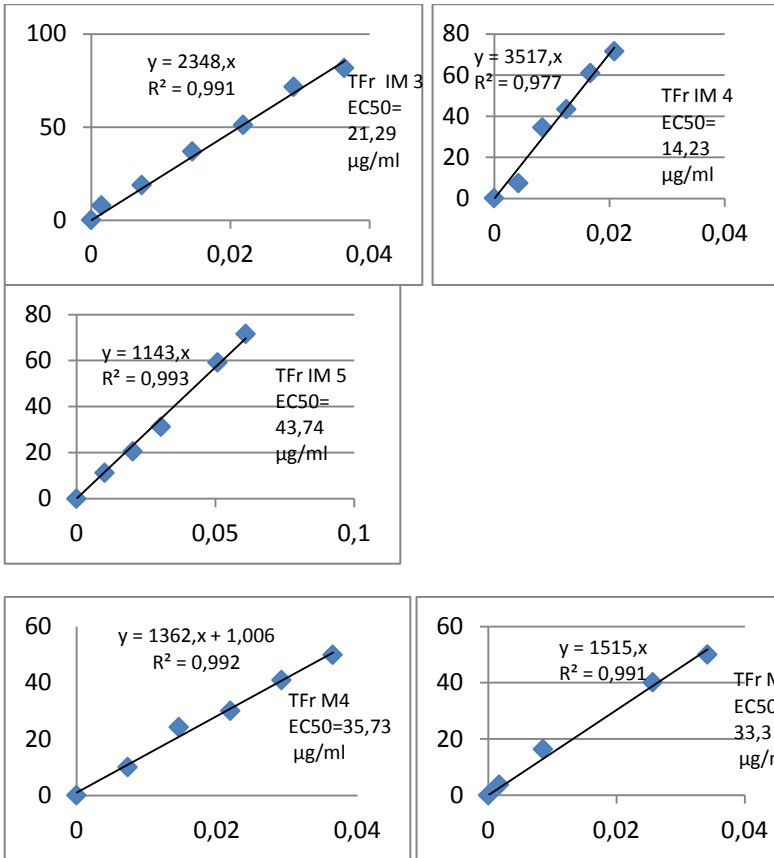 100
50
0
0
0,02
0,04
y = 2348,x
R² = 0,991
TFr IM 3
EC50=
21,29
µg/ml
80
60
40
20
0
0
0,02
0,04
y = 3517,x
R² = 0,977
TFr IM 4
EC50=
14,23
µg/ml
80
60
40
20
0
0
0,05
0,1
y = 1143,x
R² = 0,993
TFr IM 5
EC50=
43,74
µg/ml
60
40
20
0
0
0,02
0,04
y = 1362,x + 1,006
R² = 0,992
TFr M4
EC50=35,73
µg/ml
60
40
20
0
0
0,02
0,04
y = 1515,x
R² = 0,991
TFr M
EC50
33,3